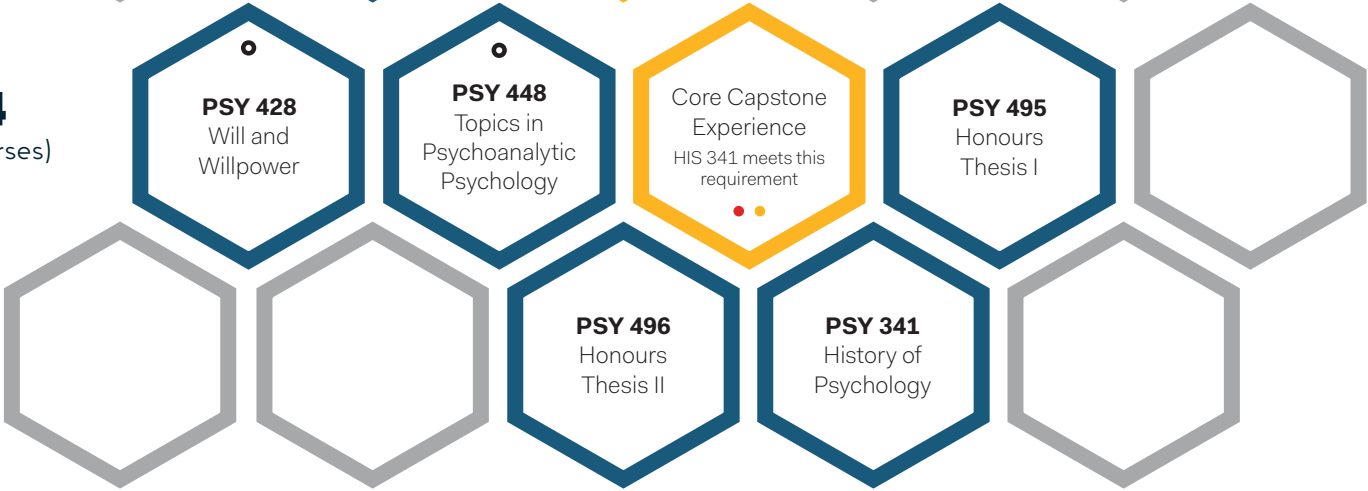 4
rses)
PSY 428
Will and
Willpower
PSY 448
Topics in
Psychoanalytic
Psychology
Core Capstone
Experience
HIS 341 meets this
requirement
PSY 495
Honours
Thesis I
PSY 496
Honours
Thesis II
PSY 341
History of
Psychology